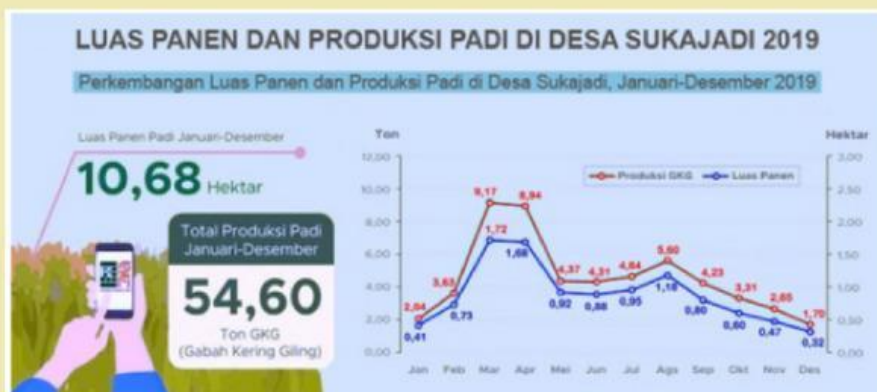 LUAS PANEN DAN PRODUKSI PADI DI DESA SUKAJADI 2019
Perkembangan Luas Panen dan Produksi Padi di Desa Sukajadi, Januari-Desember 2019
Luas Panen Padi Januari-Desember
10,68 Hektar
Total Produksi Padi
Januari-Desember
54,60
Ton GKG
(Gabah Kering Giling)
Ton
Hektar
Produksi GKG
Luas Panen
12,00
10,00
6,00
4,00
2,00
0,00
3,00
2,50
2,00
1,50
1,00
0,50
0,00
2,04 3,63 9,17 8,94 4,37 4,31 4,64 5,60 4,23 3,31 2,65 1,70
0,41 0,73 1,72 1,68 0,92 0,88 0,95 1,18 0,80 0,60 0,47 0,32
Jan Feb Mar Apr Mei Jun Jul Ags Sep Okt Nov Des